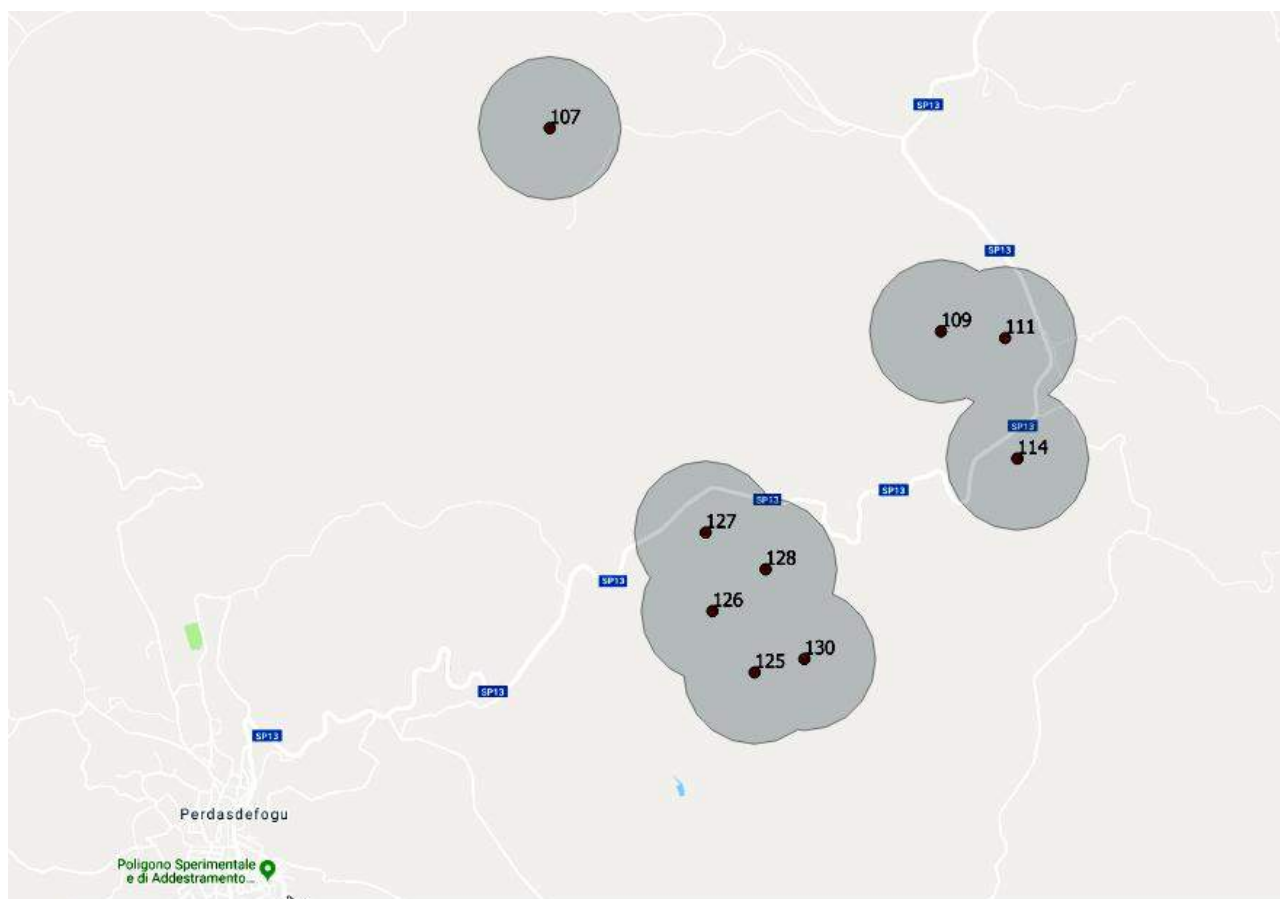 SP13
107
SP13
109
111
SP13
114
SP13
SP13
127
128
SP13
126
130
125
SP13
SP13
Perdasdefogu
Poligono Sperimentale
e di Addestramento...